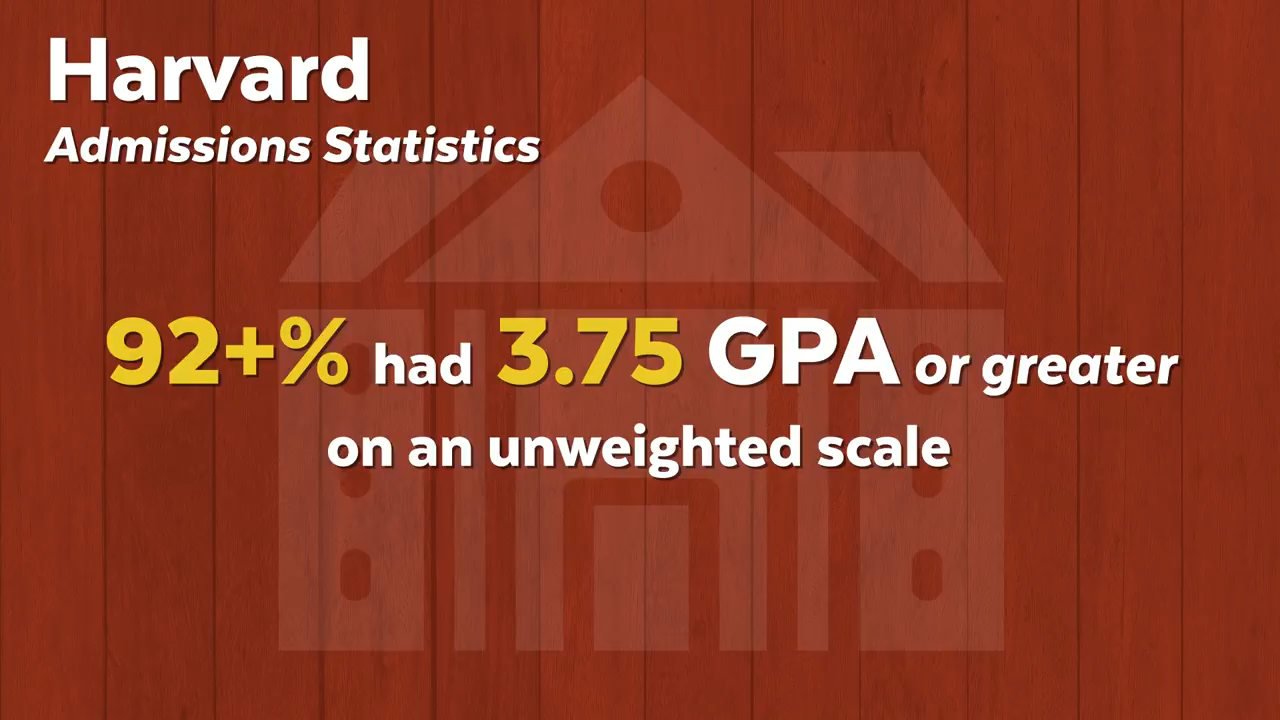 Harvard
Admissions Statistics
92+% had 3.75 GPA or greater
on an unweighted scale